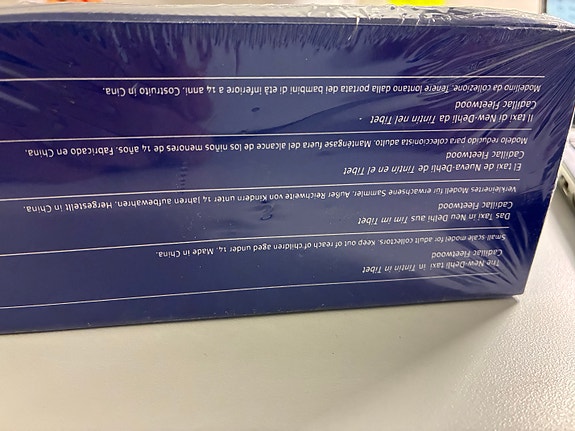 The New-Dehli taxi in Tintin in Tibet
Cadillac Fleetwood
Small-scale model for adult collectors. Keep out of reach of children aged under 14. Made in China.
Das Taxi in Neu Delhi aus Tim im Tibet
Cadillac Fleetwood
Verkleinertes Modell für erwachsene Sammler. Außer Reichweite von Kindern unter 14 Jahren aufbewahren. Hergestellt in China.
El taxi de Nueva-Dehli de Tintín en el Tíbet
Cadillac Fleetwood
Modelo reducido para coleccionista adulto. Manténgase fuera del alcance de los niños de menores de 14 años. Fabricado en China.
Il taxi di New-Dehli da Tintin nel Tibet
Cadillac Fleetwood
Modellino da collezione. Tenere lontano dalla portata dei bambini di età inferiore a 14 anni. Costruito in Cina.